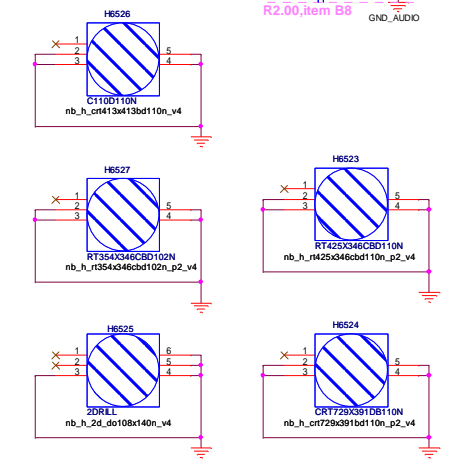 R2.00,item B8
GND_AUDIO
H6526
1
2
3
5
4
C110D110N
nb_h_crt413x413bd110n_v4
H6527
1
2
3
5
4
RT354X346CBD102N
nb_h_rt354x346cbd102n_p2_v4
H6523
1
2
3
5
4
RT425X346CBD110N
nb_h_rt425x346cbd110n_p2_v4
H6525
1
2
3
6
5
4
2DRILL
nb_h_2d_do108x140n_v4
H6524
1
2
3
5
4
CRT729X391DB110N
nb_h_crt729x391bd110n_p2_v4